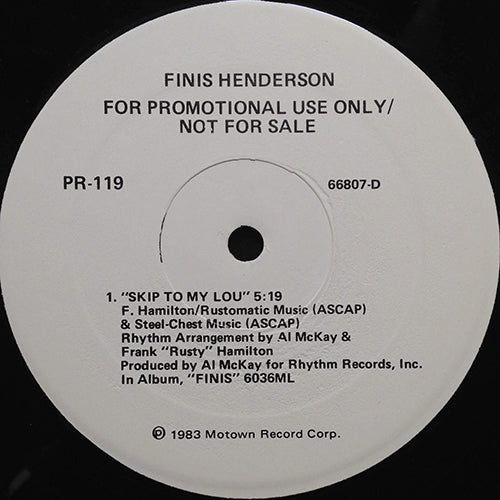 FINIS HENDERSON
FOR PROMOTIONAL USE ONLY/
NOT FOR SALE
PR-119
66807-D
1. "SKIP TO MY LOU" 5:19
F. Hamilton/Rustomatic Music (ASCAP)
& Steel-Chest Music (ASCAP)
Rhythm Arrangement by Al McKay &
Frank "Rusty" Hamilton
Produced by Al McKay for Rhythm Records, Inc.
In Album, "FINIS" 6036ML
℗ 1983 Motown Record Corp.